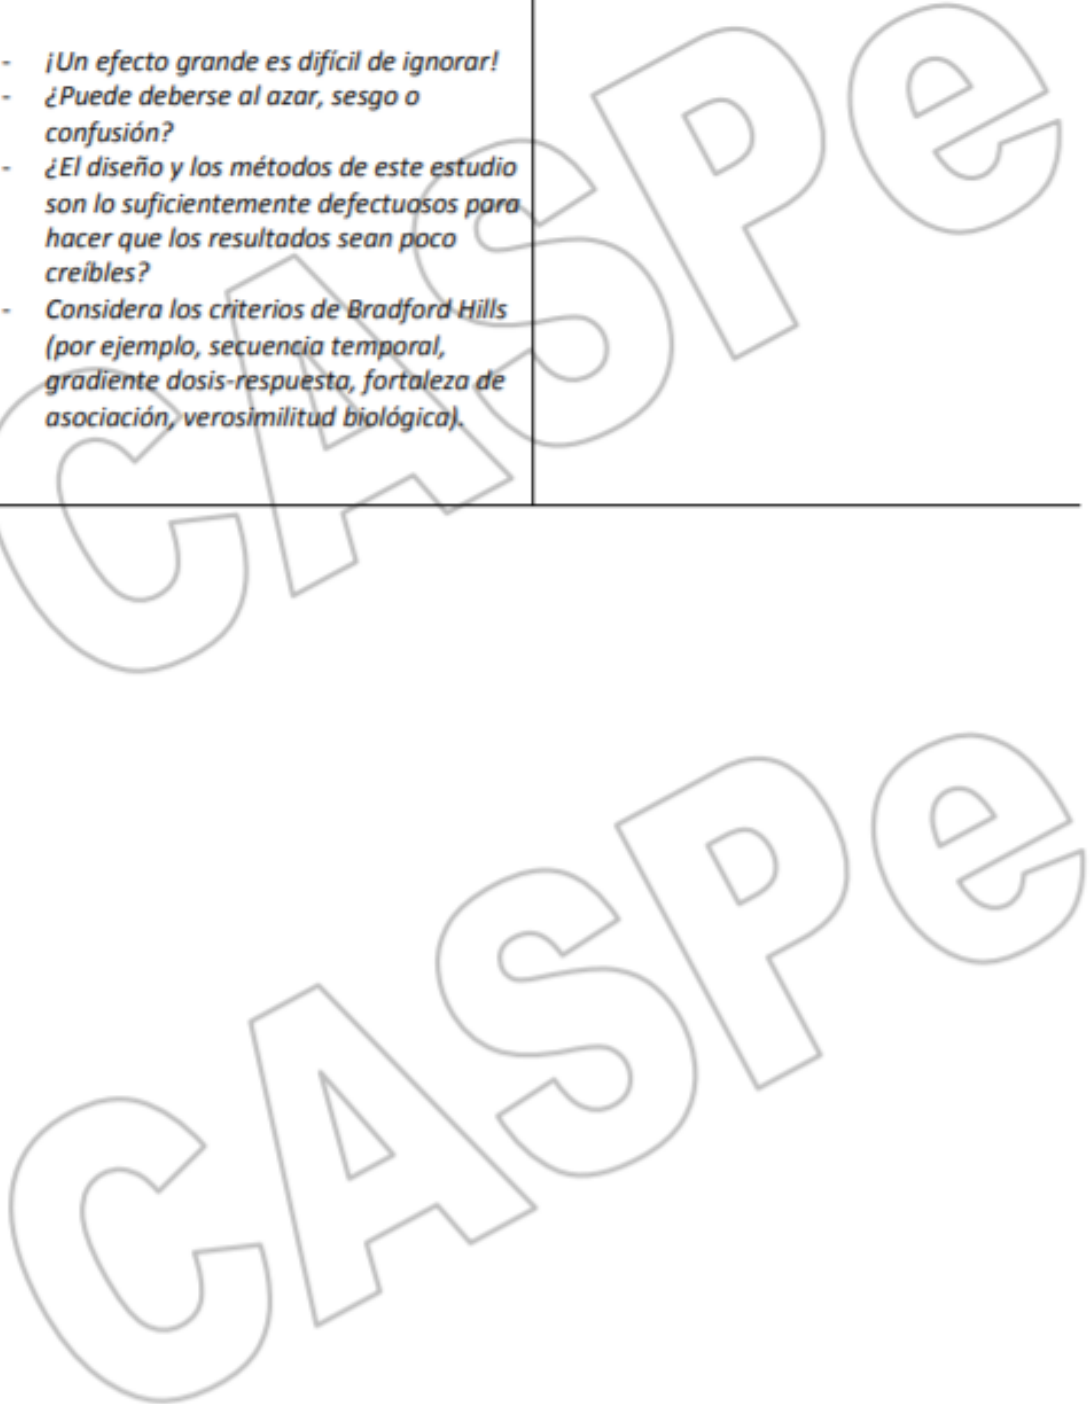 - ¡Un efecto grande es difícil de ignorar!
- ¿Puede deberse al azar, sesgo o
confusión?
- ¿El diseño y los métodos de este estudio
son lo suficientemente defectuosos para
hacer que los resultados sean poco
creíbles?
- Considera los criterios de Bradford Hills
(por ejemplo, secuencia temporal,
gradiente dosis-respuesta, fortaleza de
asociación, verosimilitud biológica).
CASPe
CASPe